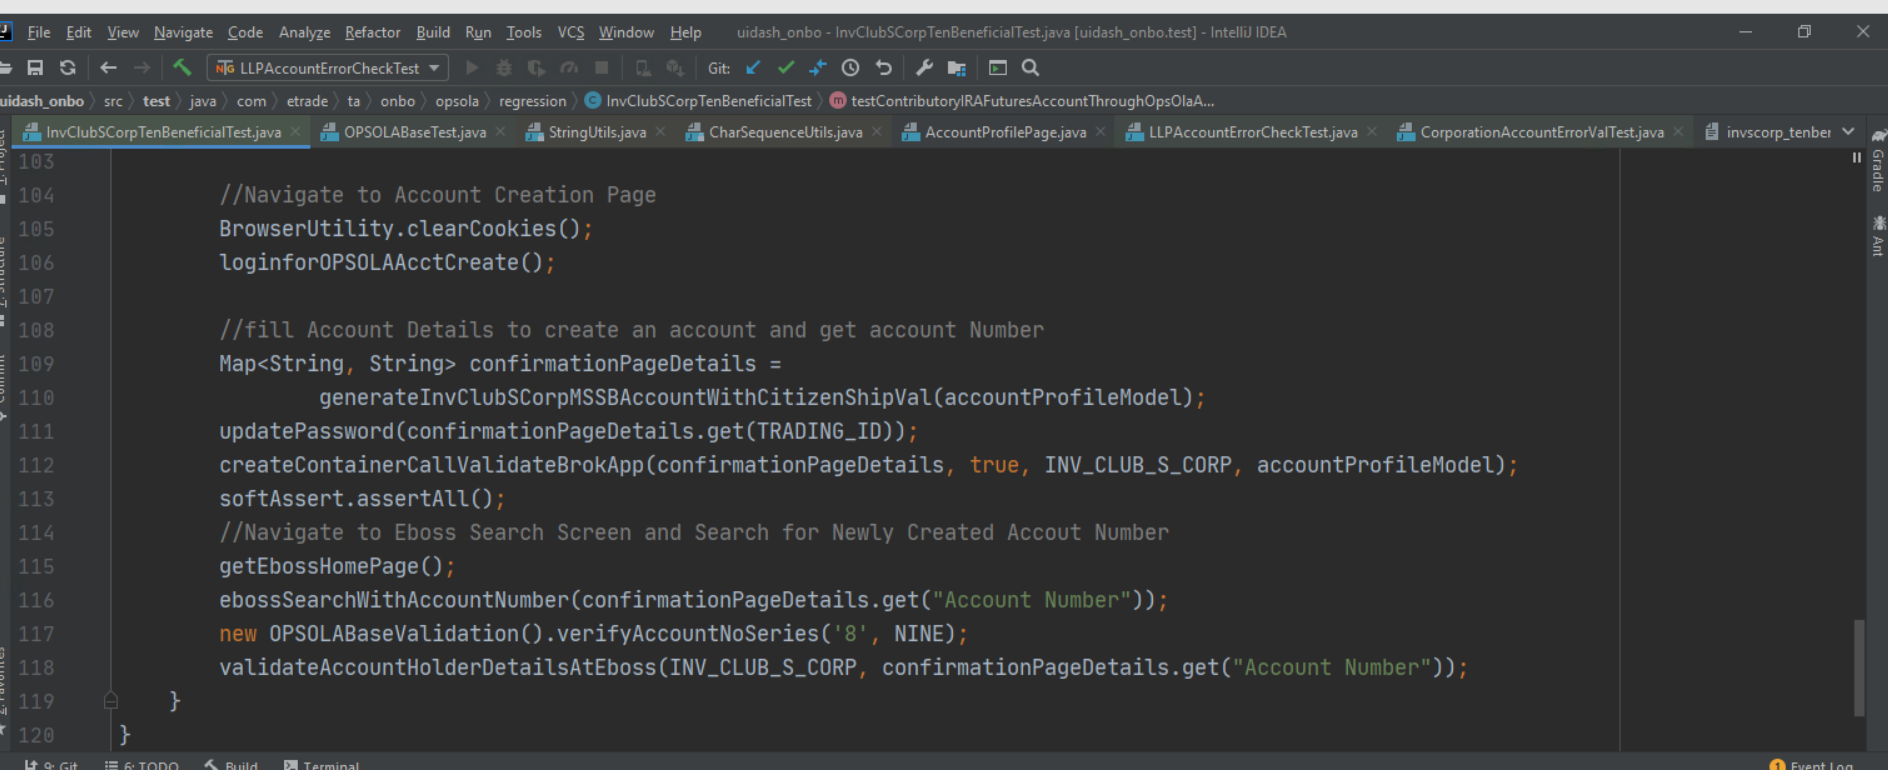 File Edit View Navigate Code Analyze Refactor Build Run Tools VCS Window Help uidash_onbo - InvClubSCorpTenBeneficialTest.java [uidash_onbo.test] - IntelliJ IDEA
LLPAccountErrorCheckTest Git:
uidash_onbo src test java com etrade ta onbo opsola regression InvClubSCorpTenBeneficialTest testContributoryIRAFuturesAccountThroughOpsOlaA...
InvClubSCorpTenBeneficialTest.java OPSOLABaseTest.java StringUtils.java CharSequenceUtils.java AccountProfilePage.java LLPAccountErrorCheckTest.java CorporationAccountErrorValTest.java invscorp_tenber
103
104 //Navigate to Account Creation Page
105 BrowserUtility.clearCookies();
106 loginforOPSOLAAcctCreate();
107
108 //fill Account Details to create an account and get account Number
109 Map<String, String> confirmationPageDetails =
110 generateInvClubSCorpMSSBAccountWithCitizenShipVal(accountProfileModel);
111 updatePassword(confirmationPageDetails.get(TRADING_ID));
112 createContainerCallValidateBrokApp(confirmationPageDetails, true, INV_CLUB_S_CORP, accountProfileModel);
113 softAssert.assertAll();
114 //Navigate to Eboss Search Screen and Search for Newly Created Accout Number
115 getEbossHomePage();
116 ebossSearchWithAccountNumber(confirmationPageDetails.get("Account Number"));
117 new OPSOLABaseValidation().verifyAccountNoSeries('8', NINE);
118 validateAccountHolderDetailsAtEboss(INV_CLUB_S_CORP, confirmationPageDetails.get("Account Number"));
119 }
120 }
Gradle
Ant
9: Git 6: TODO Build Terminal 1 Event Log